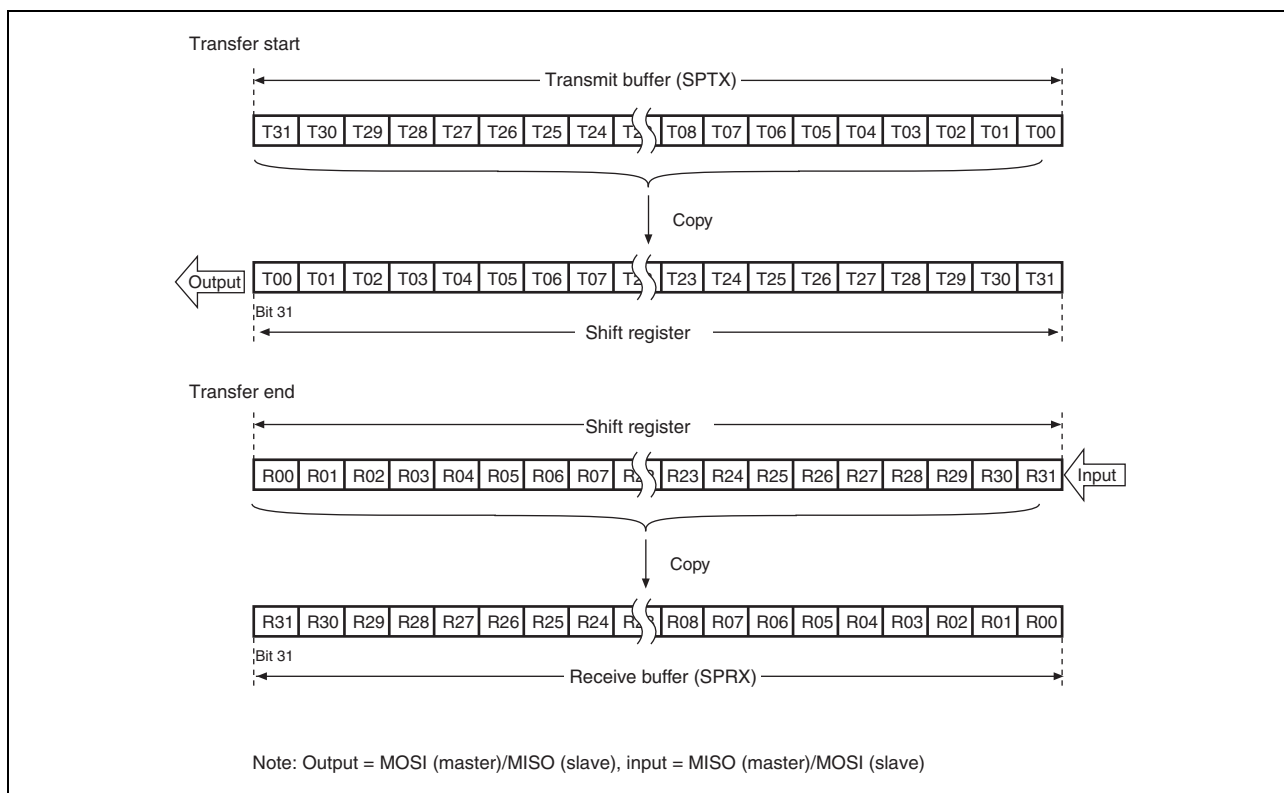 Transfer start
Transmit buffer (SPTX)
T31 T30 T29 T28 T27 T26 T25 T24 T08 T07 T06 T05 T04 T03 T02 T01 T00
Copy
Output T00 T01 T02 T03 T04 T05 T06 T07 T23 T24 T25 T26 T27 T28 T29 T30 T31
Bit 31
Shift register
Transfer end
Shift register
R00 R01 R02 R03 R04 R05 R06 R07 R23 R24 R25 R26 R27 R28 R29 R30 R31 Input
Copy
R31 R30 R29 R28 R27 R26 R25 R24 R08 R07 R06 R05 R04 R03 R02 R01 R00
Bit 31
Receive buffer (SPRX)
Note: Output = MOSI (master)/MISO (slave), input = MISO (master)/MOSI (slave)